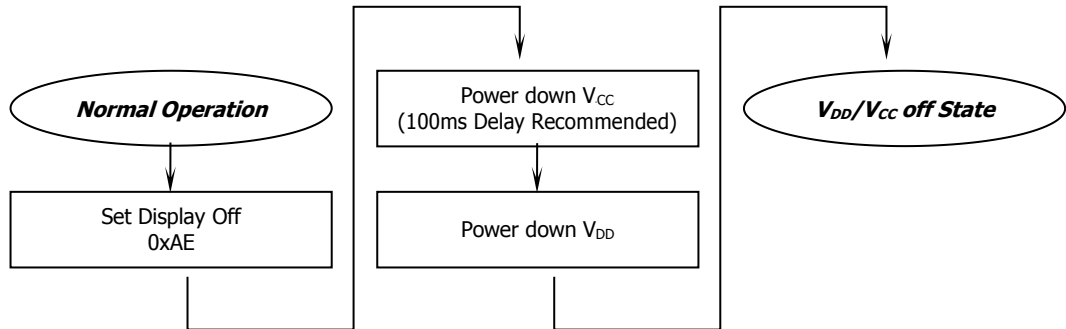 Normal Operation
Set Display Off
0xAE
Power down VCC
(100ms Delay Recommended)
Power down VDD
VDD/VCC off State